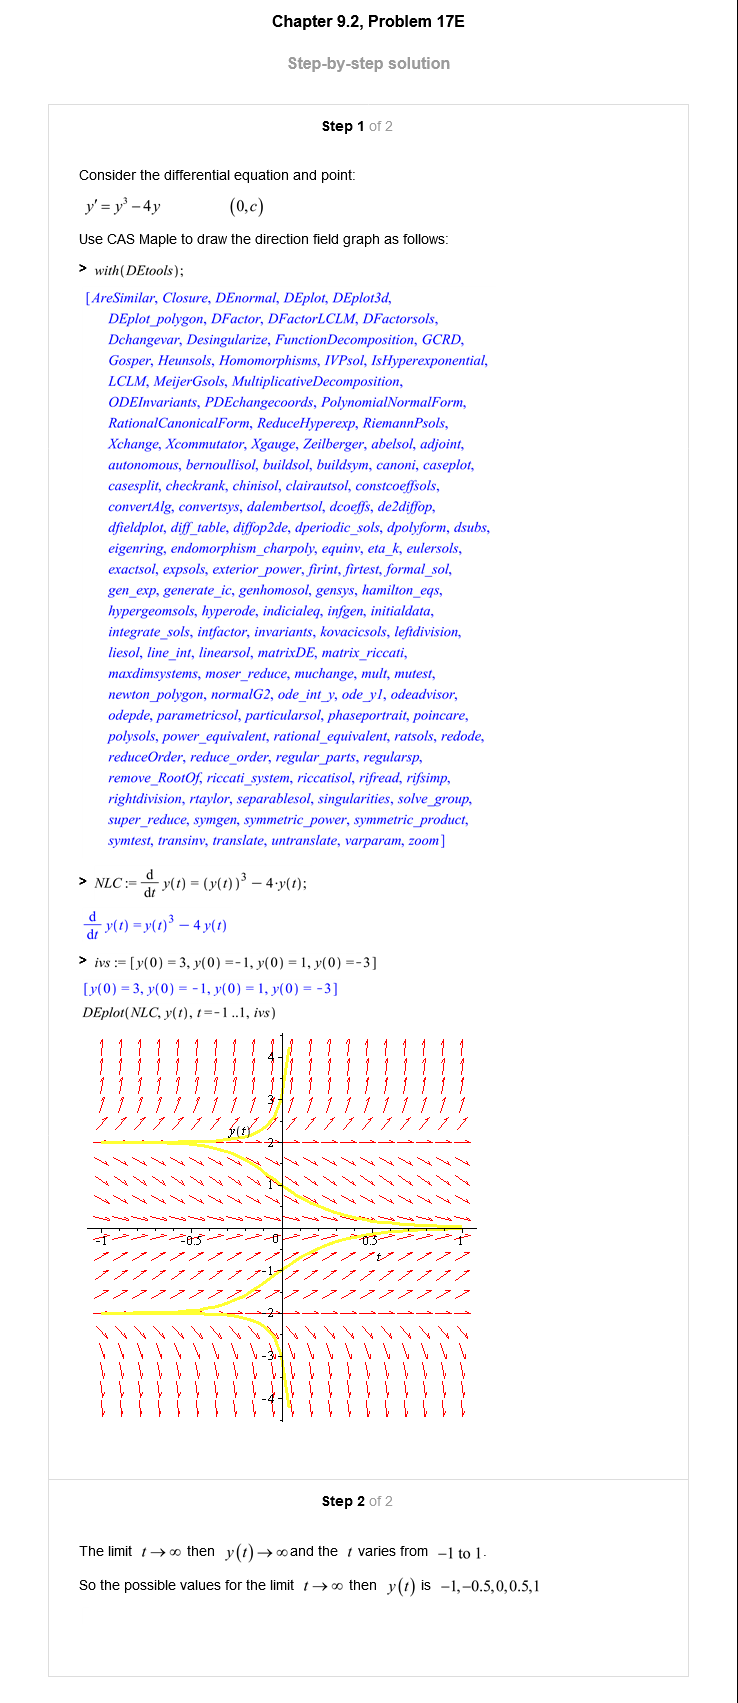 Chapter 9.2, Problem 17E
Step-by-step solution
Step 1 of 2
Consider the differential equation and point:
y′ = y³ − 4y (0,c)
Use CAS Maple to draw the direction field graph as follows:
> with(DEtools);
[AreSimilar, Closure, DEnormal, DEplot, DEplot3d,
DEplot_polygon, DFactor, DFactorLCLM, DFactorsols,
Dchangevar, Desingularize, FunctionDecomposition, GCRD,
Gosper, Heunsols, Homomorphisms, IVPsol, IsHyperexponential,
LCLM, MeijerGsols, MultiplicativeDecomposition,
ODEInvariants, PDEchangecoords, PolynomialNormalForm,
RationalCanonicalForm, ReduceHyperexp, RiemannPsols,
Xchange, Xcommutator, Xgauge, Zeilberger, abelsol, adjoint,
autonomous, bernoullisol, buildsol, buildsym, canoni, caseplot,
casesplit, checkrank, chinisol, clairautsol, constcoeffsols,
convertAlg, convertsys, dalembertsol, dcoeffs, de2diffop,
dfieldplot, diff_table, diffop2de, dperiodic_sols, dpolyform, dsubs,
eigenring, endomorphism_charpoly, equinv, eta_k, eulersols,
exactsol, expsols, exterior_power, firint, firtest, formal_sol,
gen_exp, generate_ic, genhomosol, gensys, hamilton_eqs,
hypergeomsols, hyperode, indicialeq, infgen, initialdata,
integrate_sols, intfactor, invariants, kovacicsols, leftdivision,
liesol, line_int, linearsol, matrixDE, matrix_riccati,
maxdimsystems, moser_reduce, muchange, mult, mutest,
newton_polygon, normalG2, ode_int_y, ode_y1, odeadvisor,
odepde, parametricsol, particularsol, phaseportrait, poincare,
polysols, power_equivalent, rational_equivalent, ratsols, redode,
reduceOrder, reduce_order, regular_parts, regularsp,
remove_RootOf, riccati_system, riccatisol, rifread, rifsimp,
rightdivision, rtaylor, separablesol, singularities, solve_group,
super_reduce, symgen, symmetric_power, symmetric_product,
symtest, transinv, translate, untranslate, varparam, zoom]
> NLC := d/dt y(t) = (y(t))³ − 4·y(t);
d/dt y(t) = y(t)³ − 4 y(t)
> ivs := [y(0) = 3, y(0) =−1, y(0) = 1, y(0) =−3]
[y(0) = 3, y(0) = −1, y(0) = 1, y(0) = −3]
DEplot(NLC, y(t), t=−1 ..1, ivs)
4
3
y(t)
2
1
-1 -0.5 0 0.5 1
t
-1
2
-3
-4
Step 2 of 2
The limit t → ∞ then y(t) → ∞ and the t varies from −1 to 1.
So the possible values for the limit t → ∞ then y(t) is −1,−0.5,0,0.5,1